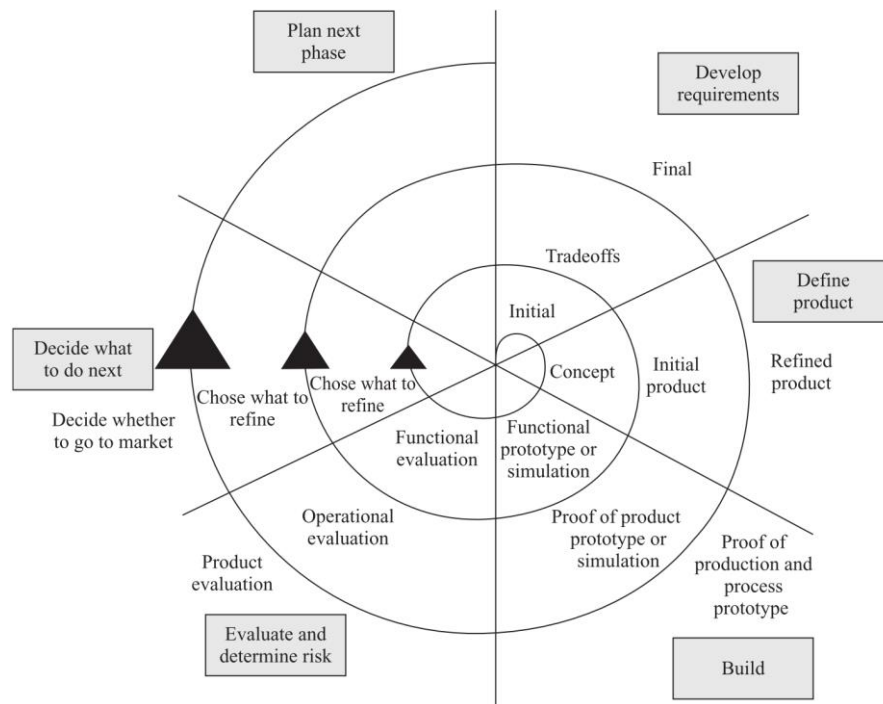 Plan next
phase
Develop
requirements
Final
Tradeoffs
Define
product
Initial
Decide what
to do next
Concept
Initial
product
Refined
product
Chose what to
refine
Chose what to
refine
Decide whether
to go to market
Functional
evaluation
Functional
prototype or
simulation
Operational
evaluation
Proof of product
prototype or
simulation
Proof of
production and
process
prototype
Product
evaluation
Evaluate and
determine risk
Build